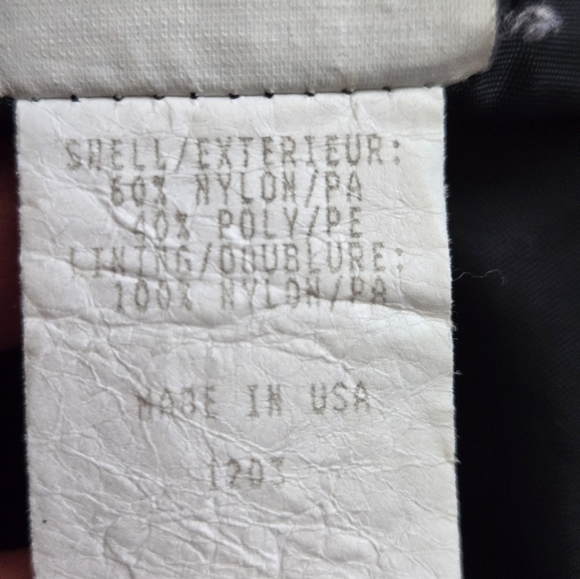 SHELL/EXTERIEUR:
60% NYLON/PA
40% POLY/PE
LINING/DOUBLURE:
100% NYLON/PA
MADE IN USA
1203